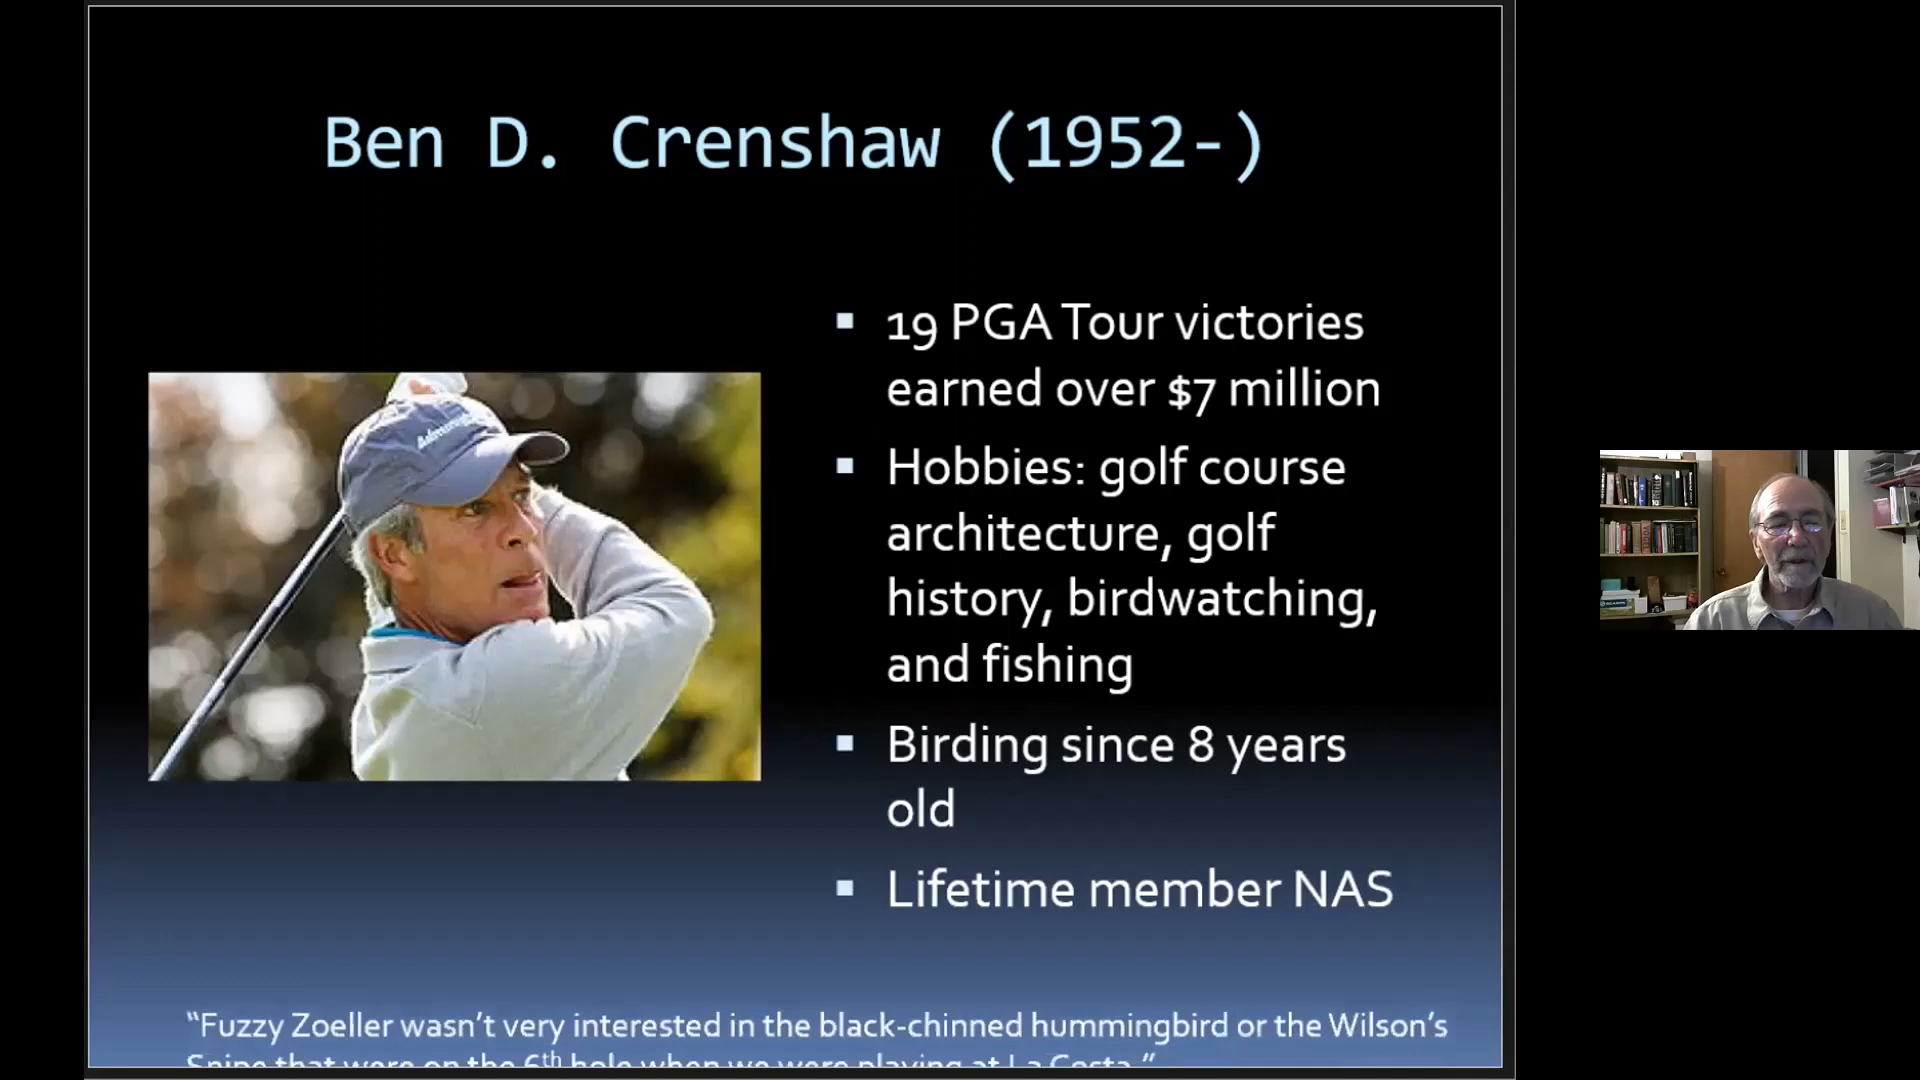 Ben D. Crenshaw (1952-)
19 PGA Tour victories
earned over $7 million
Hobbies: golf course
architecture, golf
history, birdwatching,
and fishing
Birding since 8 years
old
Lifetime member NAS
“Fuzzy Zoeller wasn’t very interested in the black-chinned hummingbird or the Wilson’s
Snipe that were on the 6th hole when we were playing at La Costa.”